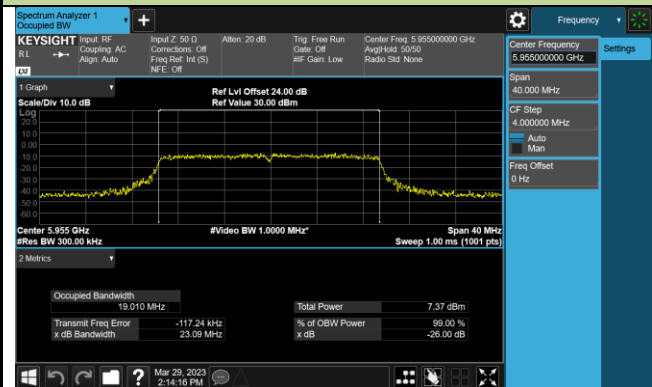 Spectrum Analyzer 1
Occupied BW
Frequency
KEYSIGHT
RL
LXI
Input: RF
Coupling: AC
Align: Auto
Input Z: 50 Ω
Corrections: Off
Freq Ref: Int (S)
NFE: Off
Atten: 20 dB
Trig: Free Run
Gate: Off
#IF Gain: Low
Center Freq: 5.955000000 GHz
Avg|Hold: 50/50
Radio Std: None
Center Frequency
5.955000000 GHz
Settings
Span
40.000 MHz
CF Step
4.000000 MHz
Auto
Man
Freq Offset
0 Hz
1 Graph
Scale/Div 10.0 dB
Ref Lvl Offset 24.00 dB
Ref Value 30.00 dBm
Log
20.0
10.0
0.00
-10.0
-20.0
-30.0
-40.0
-50.0
-60.0
Center 5.955 GHz
#Video BW 1.0000 MHz*
Span 40 MHz
#Res BW 300.00 kHz
Sweep 1.00 ms (1001 pts)
2 Metrics
Occupied Bandwidth
19.010 MHz
Total Power 7.37 dBm
Transmit Freq Error -117.24 kHz
% of OBW Power 99.00 %
x dB Bandwidth 23.09 MHz
x dB -26.00 dB
?
Mar 29, 2023
2:14:16 PM